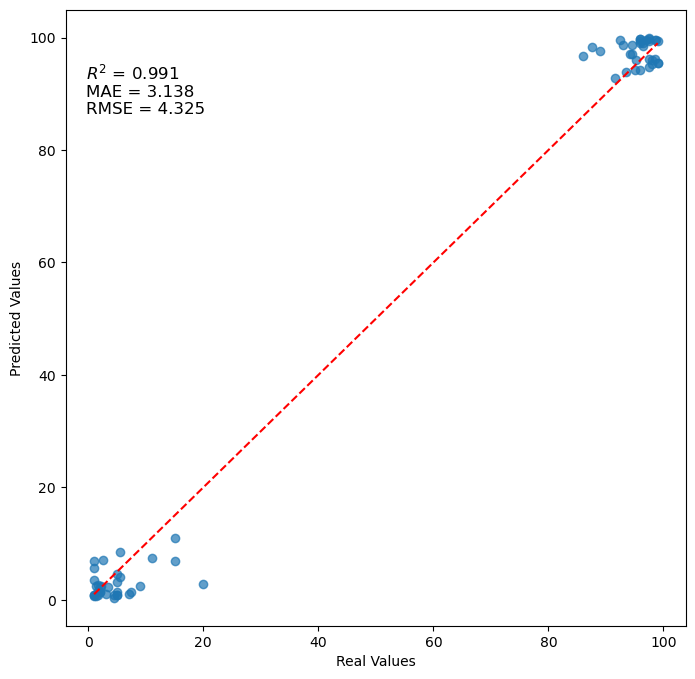 100
80
60
40
20
0
R² = 0.991
MAE = 3.138
RMSE = 4.325
Predicted Values
0 20 40 60 80 100
Real Values